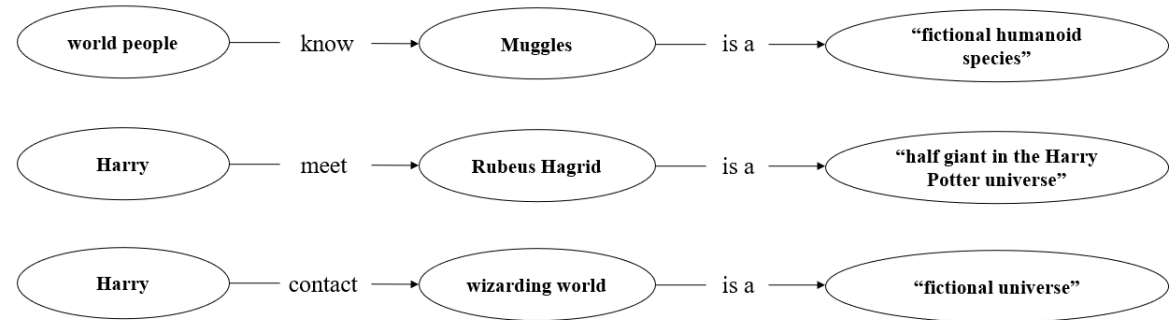 world people know Muggles is a “fictional humanoid
species”
Harry meet Rubeus Hagrid is a “half giant in the Harry
Potter universe”
Harry contact wizarding world is a “fictional universe”